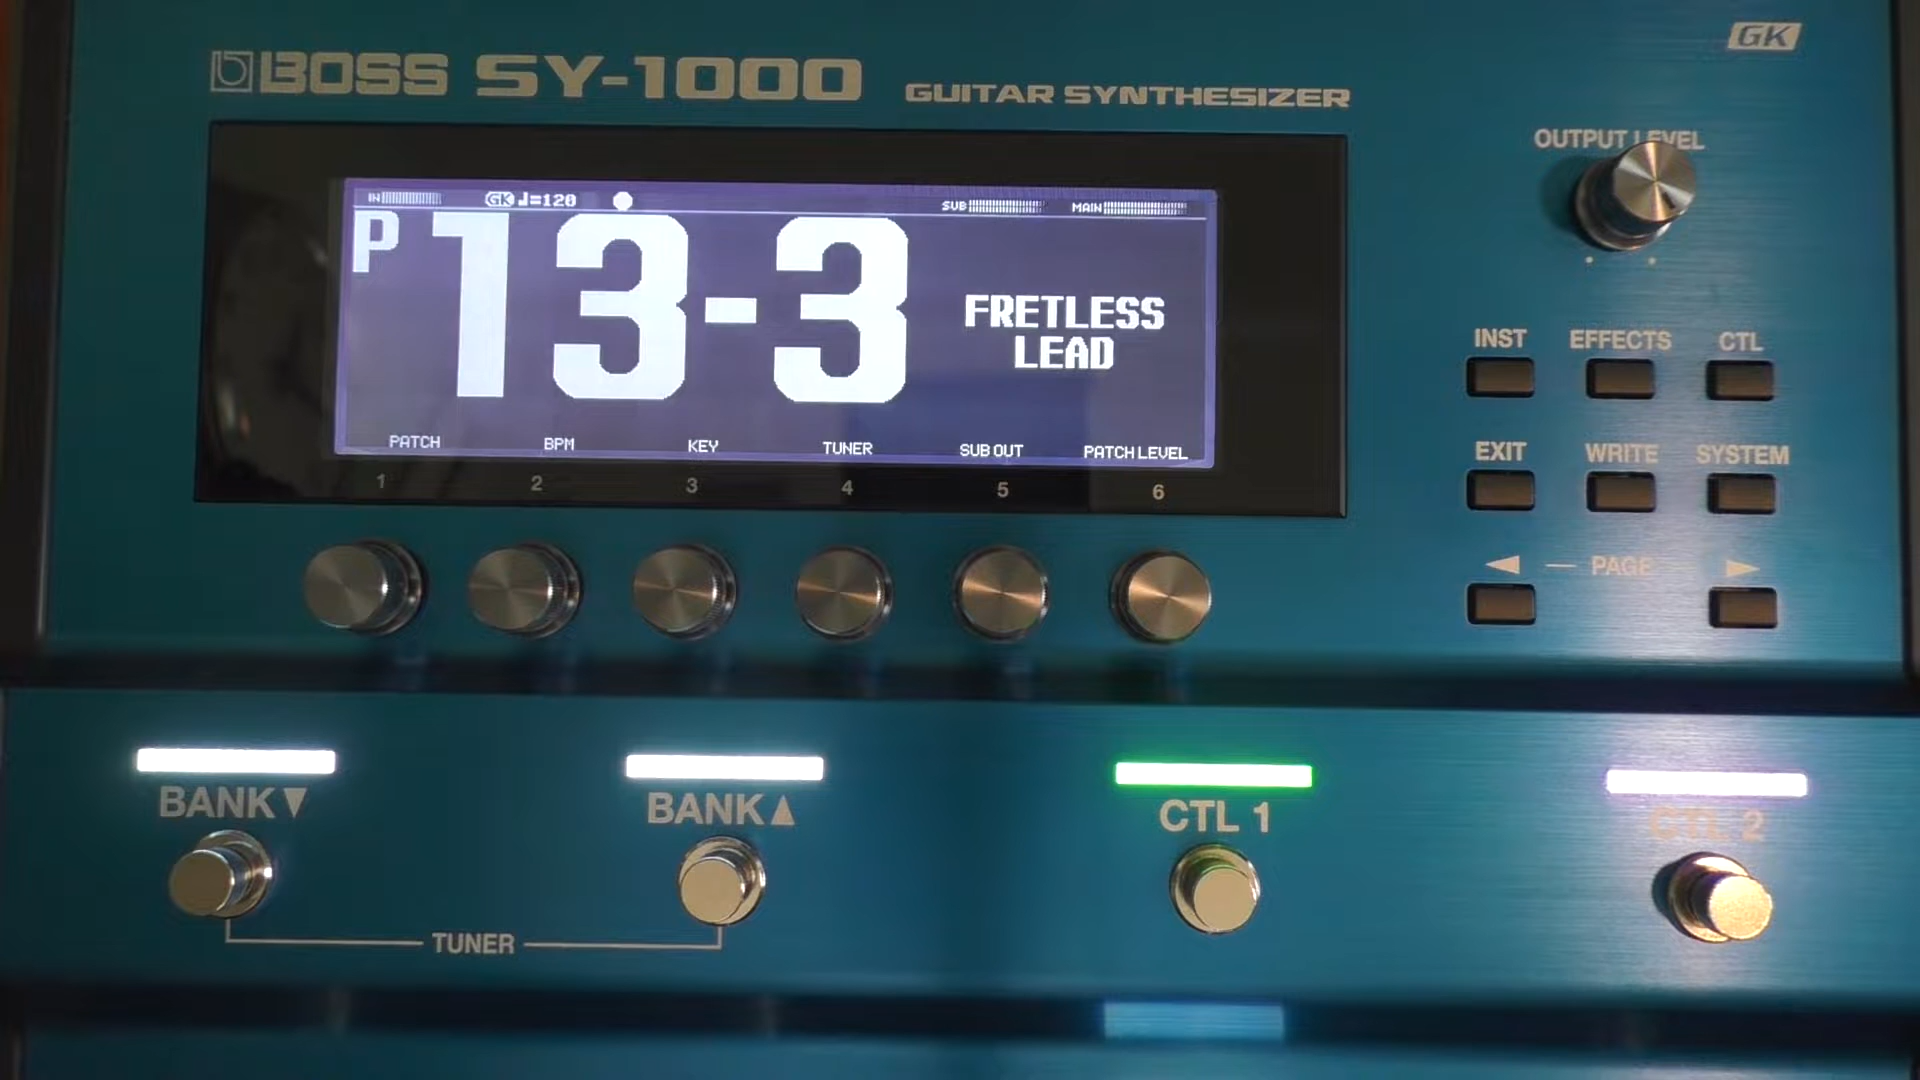 BOSS SY-1000 GUITAR SYNTHESIZER
GK
OUTPUT LEVEL
IN GK ♩=120 SUB MAIN
P 13-3
FRETLESS
LEAD
PATCH BPM KEY TUNER SUB OUT PATCH LEVEL
1 2 3 4 5 6
INST EFFECTS CTL
EXIT WRITE SYSTEM
◀ — PAGE — ▶
BANK▼ BANK▲ CTL 1 CTL 2
TUNER